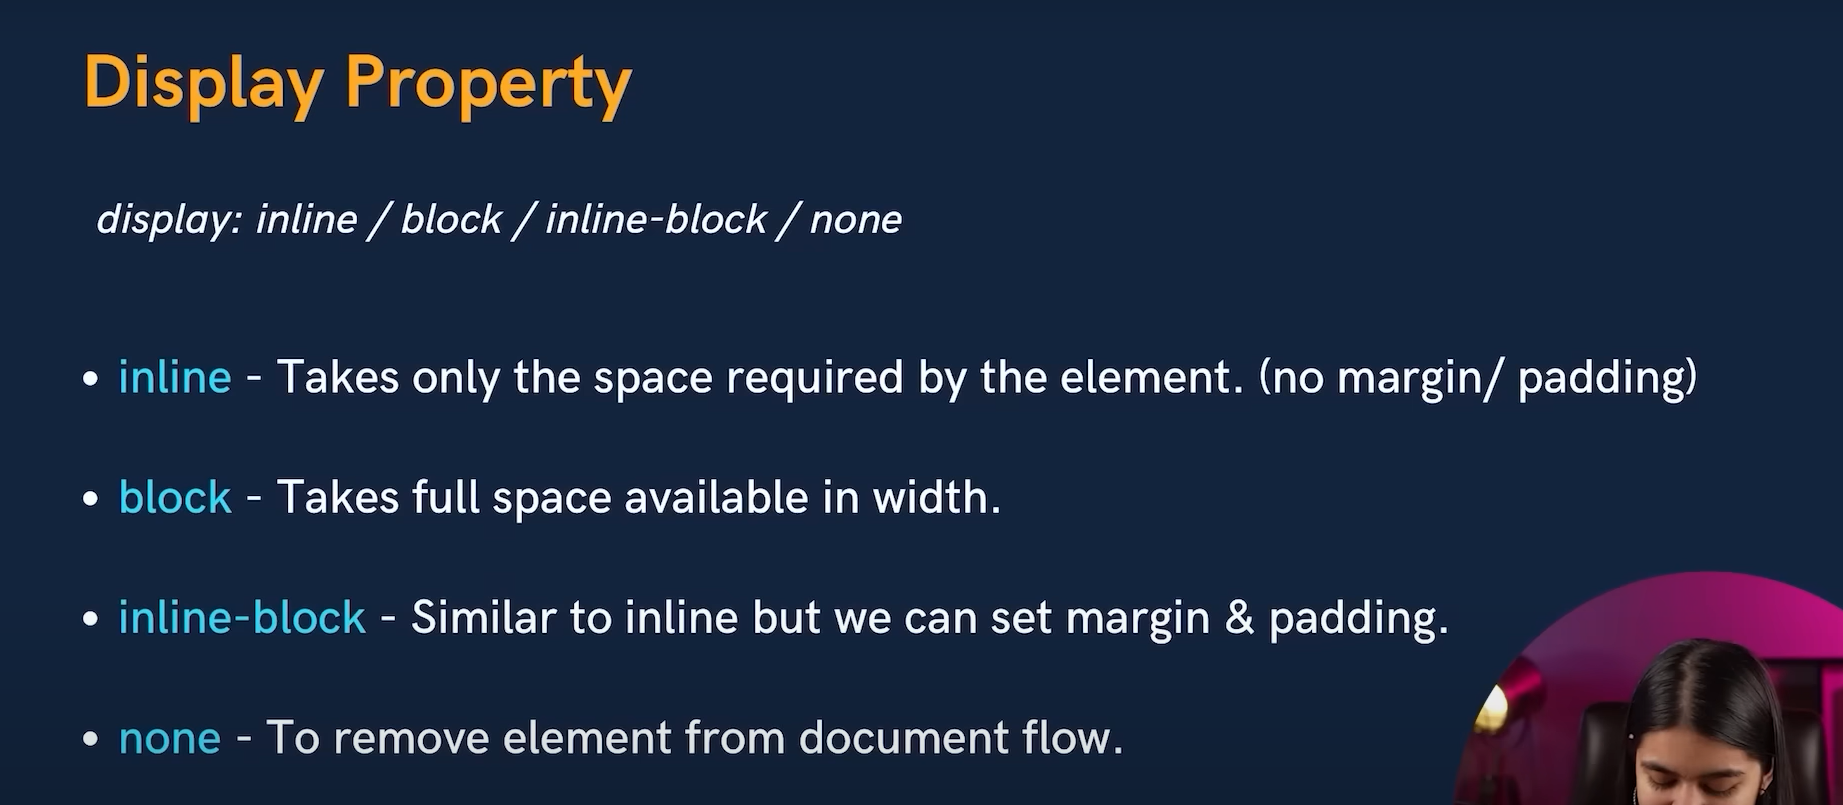 Display Property
display: inline / block / inline-block / none
• inline - Takes only the space required by the element. (no margin/ padding)
• block - Takes full space available in width.
• inline-block - Similar to inline but we can set margin & padding.
• none - To remove element from document flow.